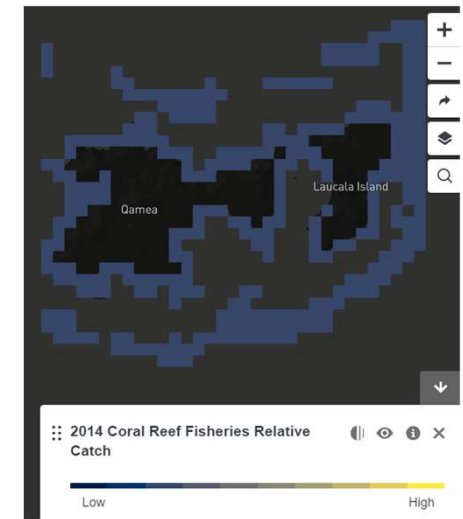 Laucala Island
Qamea
2014 Coral Reef Fisheries Relative
Catch
Low High